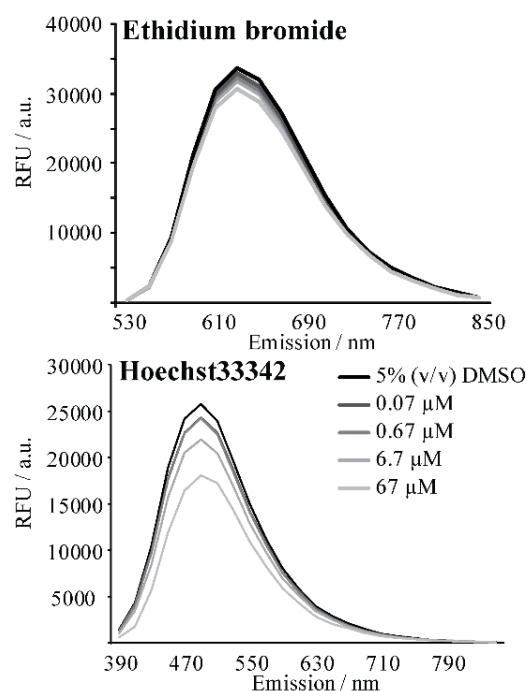 Ethidium bromide
RFU / a.u.
40000
30000
20000
10000
530 610 690 770 850
Emission / nm
Hoechst33342
RFU / a.u.
30000
25000
20000
15000
10000
5000
390 470 550 630 710 790
Emission / nm
5% (v/v) DMSO
0.07 µM
0.67 µM
6.7 µM
67 µM